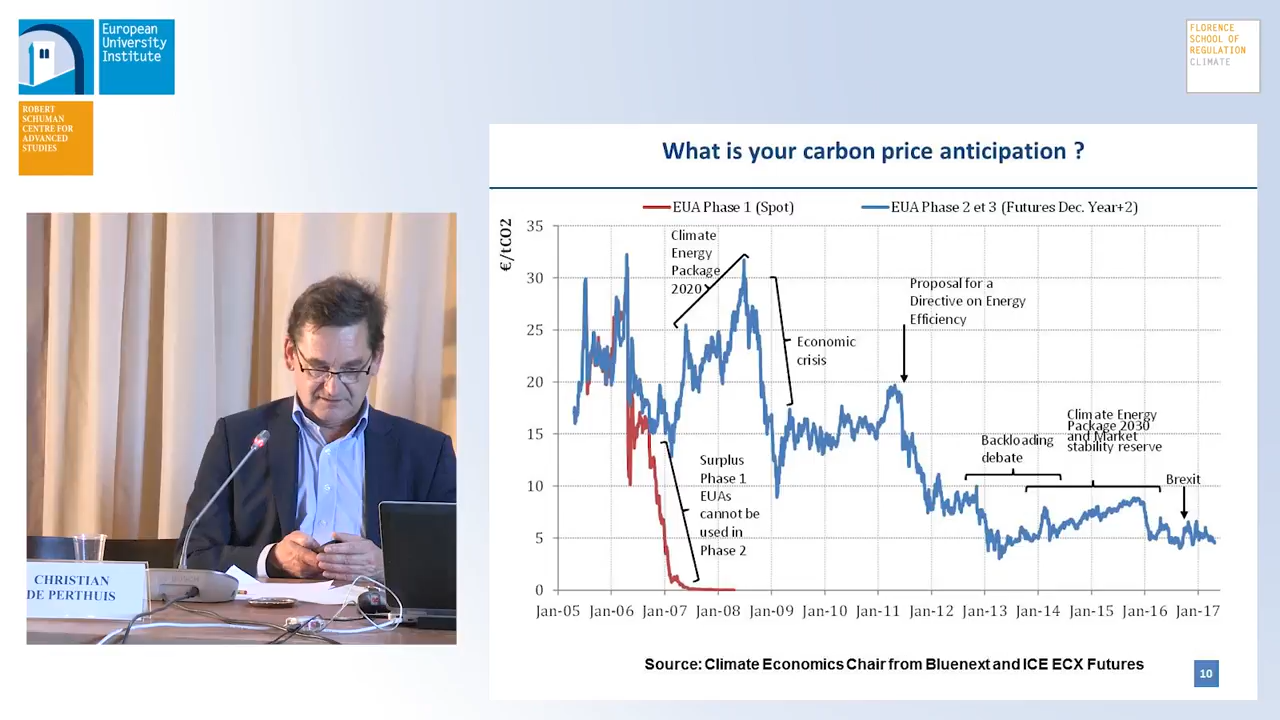 European
University
Institute
ROBERT
SCHUMAN
CENTRE FOR
ADVANCED
STUDIES
FLORENCE
SCHOOL OF
REGULATION
CLIMATE
CHRISTIAN
DE PERTHUIS
What is your carbon price anticipation ?
EUA Phase 1 (Spot)
EUA Phase 2 et 3 (Futures Dec. Year+2)
€/tCO2
35
30
25
20
15
10
5
0
Climate
Energy
Package
2020
Economic
crisis
Surplus
Phase 1
EUAs
cannot be
used in
Phase 2
Proposal for a
Directive on Energy
Efficiency
Backloading
debate
Climate Energy
Package 2030
and Market
stability reserve
Brexit
Jan-05 Jan-06 Jan-07 Jan-08 Jan-09 Jan-10 Jan-11 Jan-12 Jan-13 Jan-14 Jan-15 Jan-16 Jan-17
Source: Climate Economics Chair from Bluenext and ICE ECX Futures
10